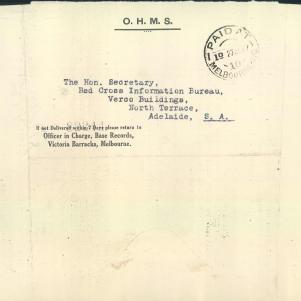 O. H. M. S.
PAID AT
MELBOURNE
The Hon. Secretary,
Red Cross Information Bureau,
Verco Buildings,
North Terrace,
Adelaide, S. A.
If not Delivered within 7 Days please return to
Officer in Charge, Base Records,
Victoria Barracks, Melbourne.